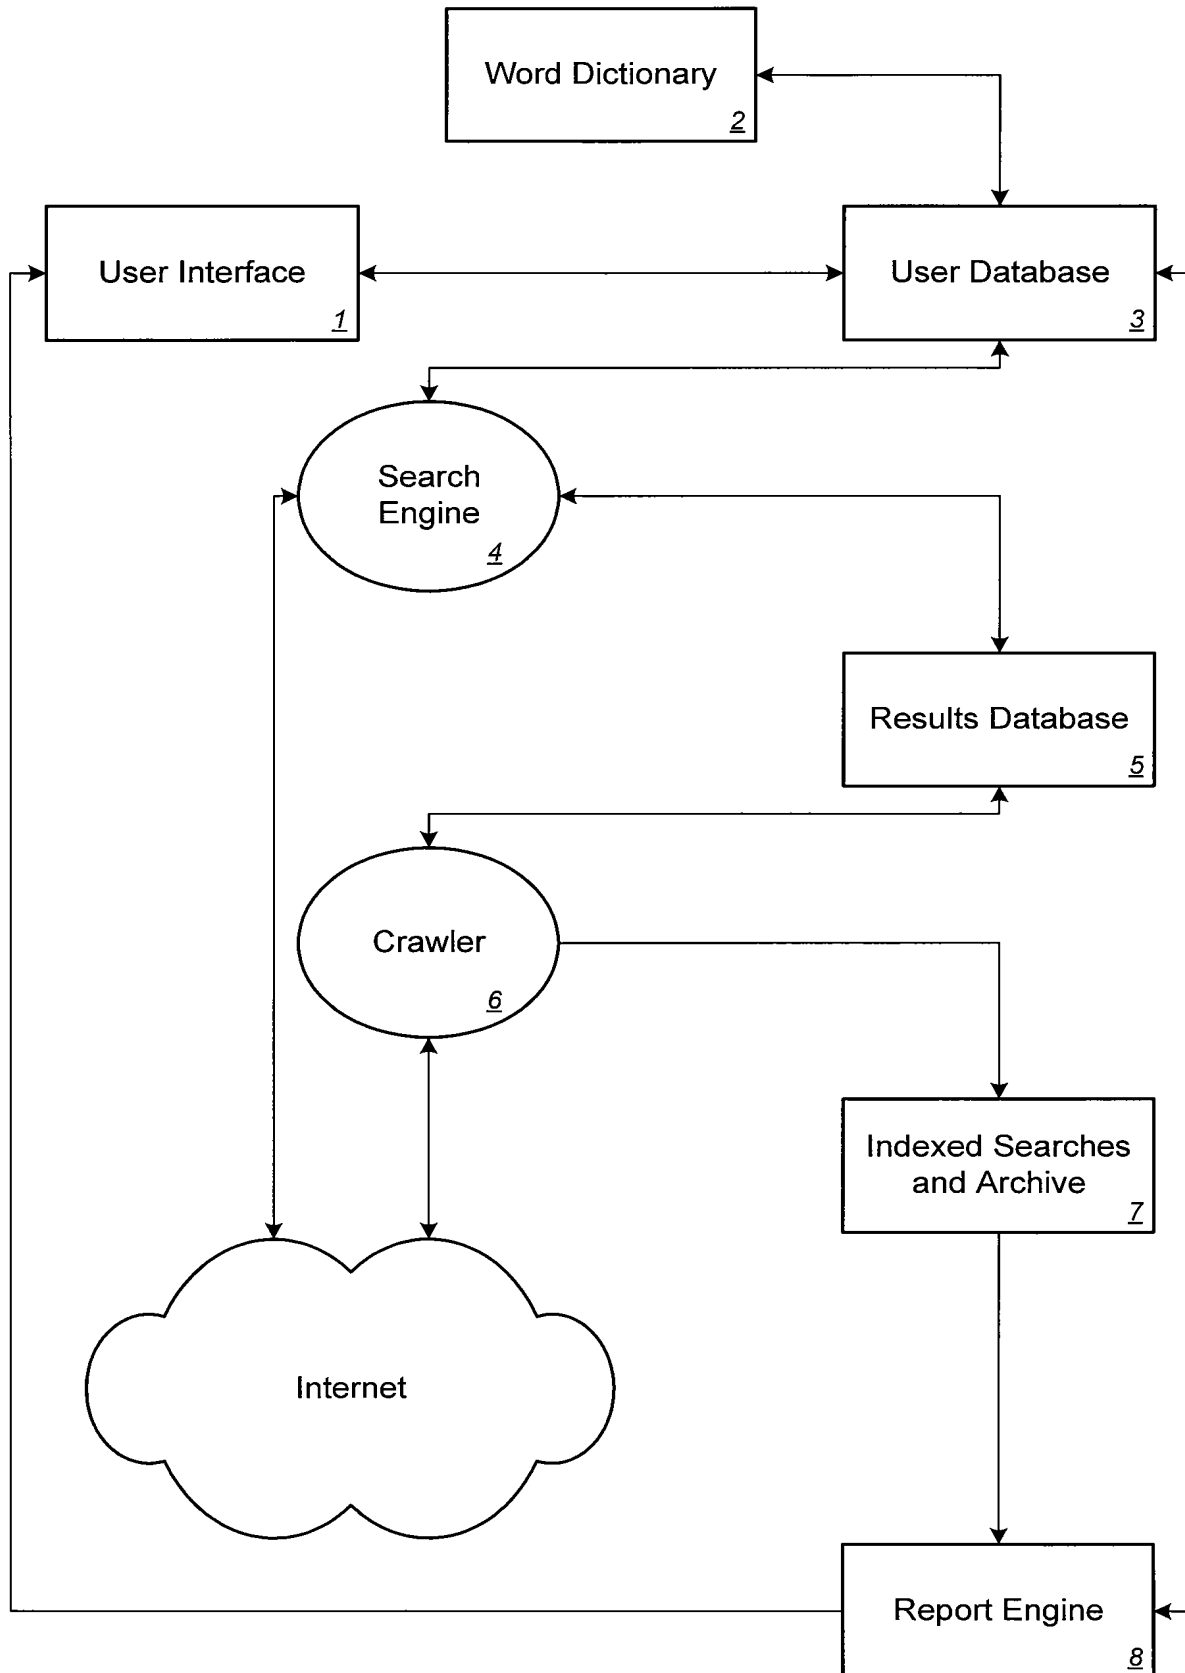 Word Dictionary
2
User Interface
1
User Database
3
Search
Engine
4
Results Database
5
Crawler
6
Indexed Searches
and Archive
7
Internet
Report Engine
8